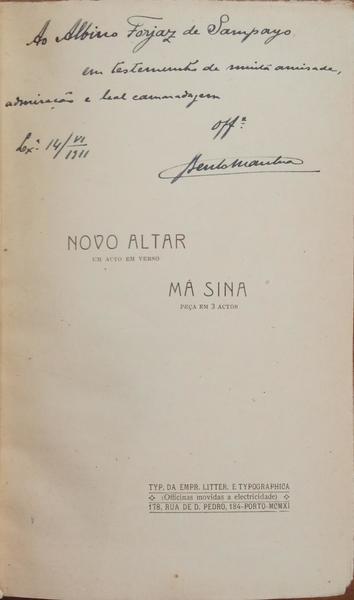 Ao Albino Forjaz de Sampayo,
em testemunho de muita amisade,
admiração e leal camaradagem
Off.ª
Lx.ª 14/VI/1911
Bento Mantua
NOVO ALTAR
UM ACTO EM VERSO
MÁ SINA
PEÇA EM 3 ACTOS
TYP. DA EMPR. LITTER. E TYPOGRAPHICA
(Officinas movidas a electricidade)
178, RUA DE D. PEDRO, 184-PORTO-MCMXI